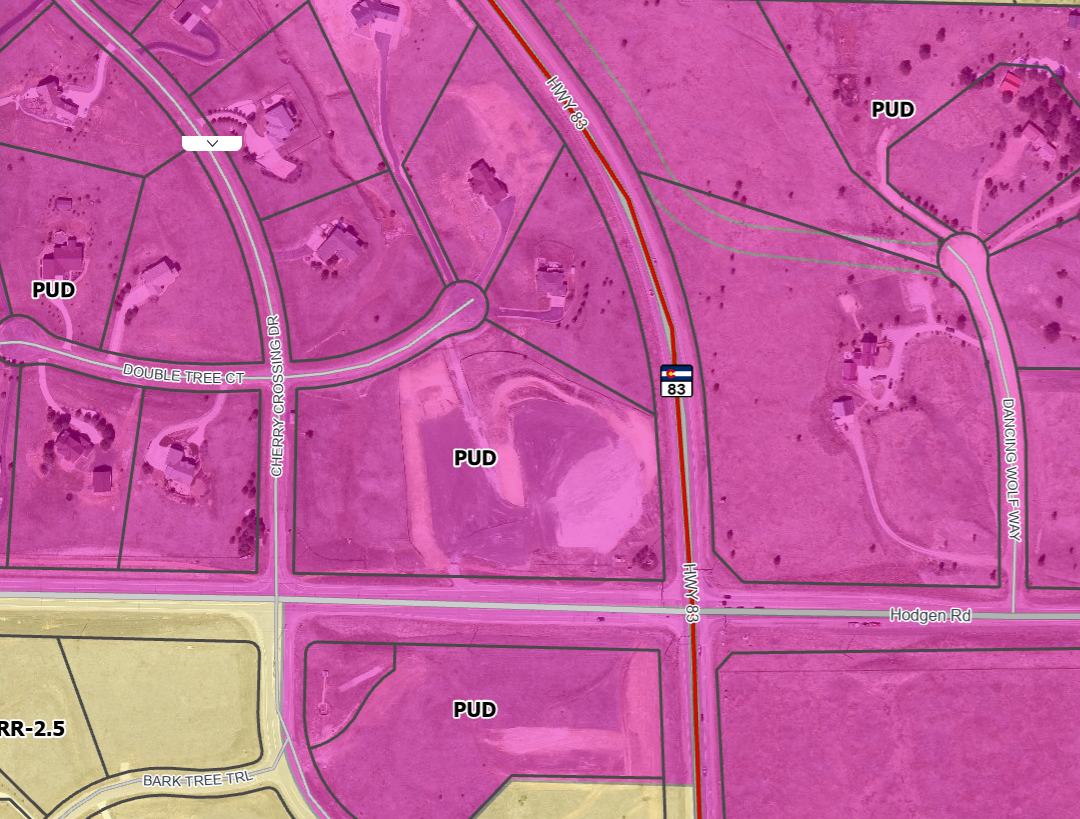 HWY 83
PUD
PUD
DOUBLE TREE CT
CHERRY CROSSING DR
83
DANCING WOLF WAY
PUD
HWY 83
Hodgen Rd
PUD
RR-2.5
BARK TREE TRL